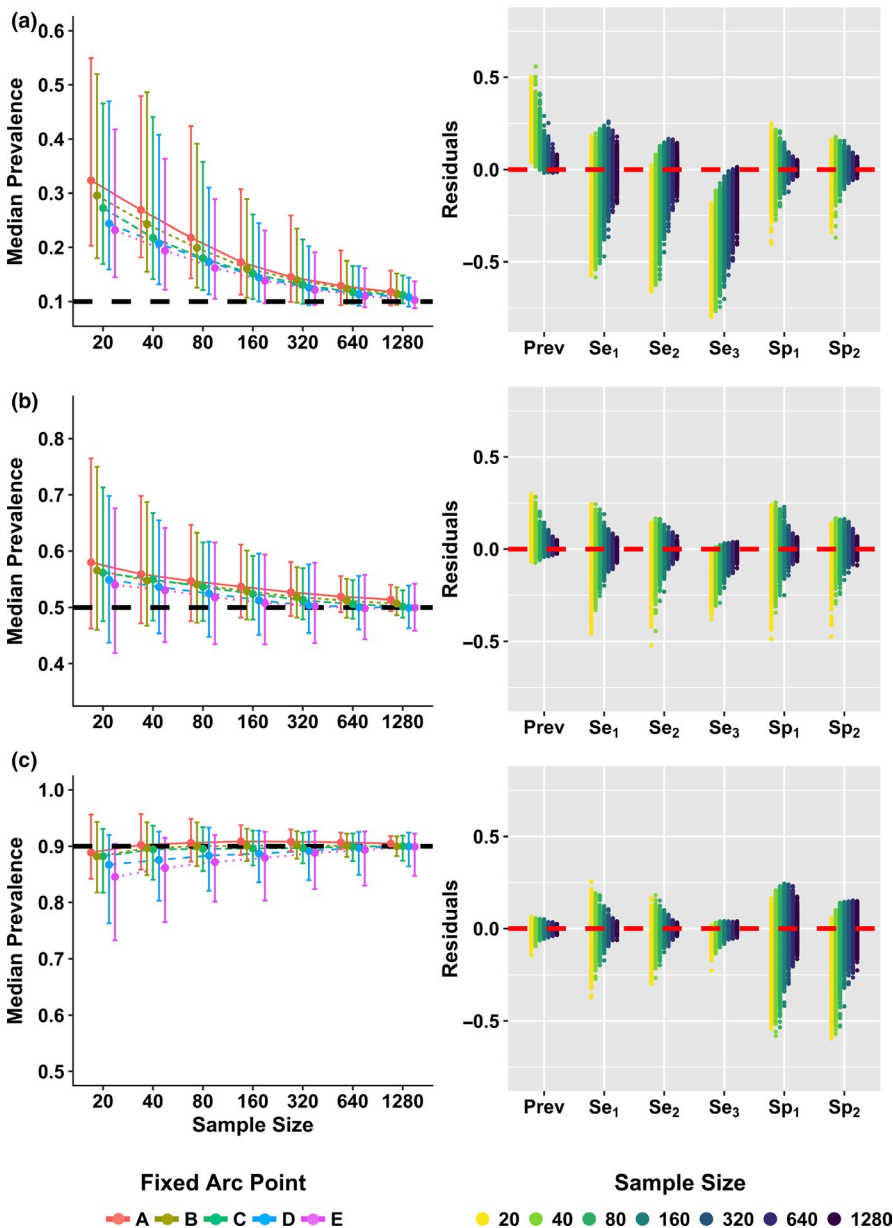 (a)
Median Prevalence
0.6
0.5
0.4
0.3
0.2
0.1
20 40 80 160 320 640 1280
Residuals
0.5
0.0
−0.5
Prev Se₁ Se₂ Se₃ Sp₁ Sp₂
(b)
Median Prevalence
0.8
0.7
0.6
0.5
0.4
20 40 80 160 320 640 1280
Residuals
0.5
0.0
−0.5
Prev Se₁ Se₂ Se₃ Sp₁ Sp₂
(c)
Median Prevalence
1.0
0.9
0.8
0.7
0.6
0.5
20 40 80 160 320 640 1280
Sample Size
Residuals
0.5
0.0
−0.5
Prev Se₁ Se₂ Se₃ Sp₁ Sp₂
Fixed Arc Point
A B C D E
Sample Size
20 40 80 160 320 640 1280